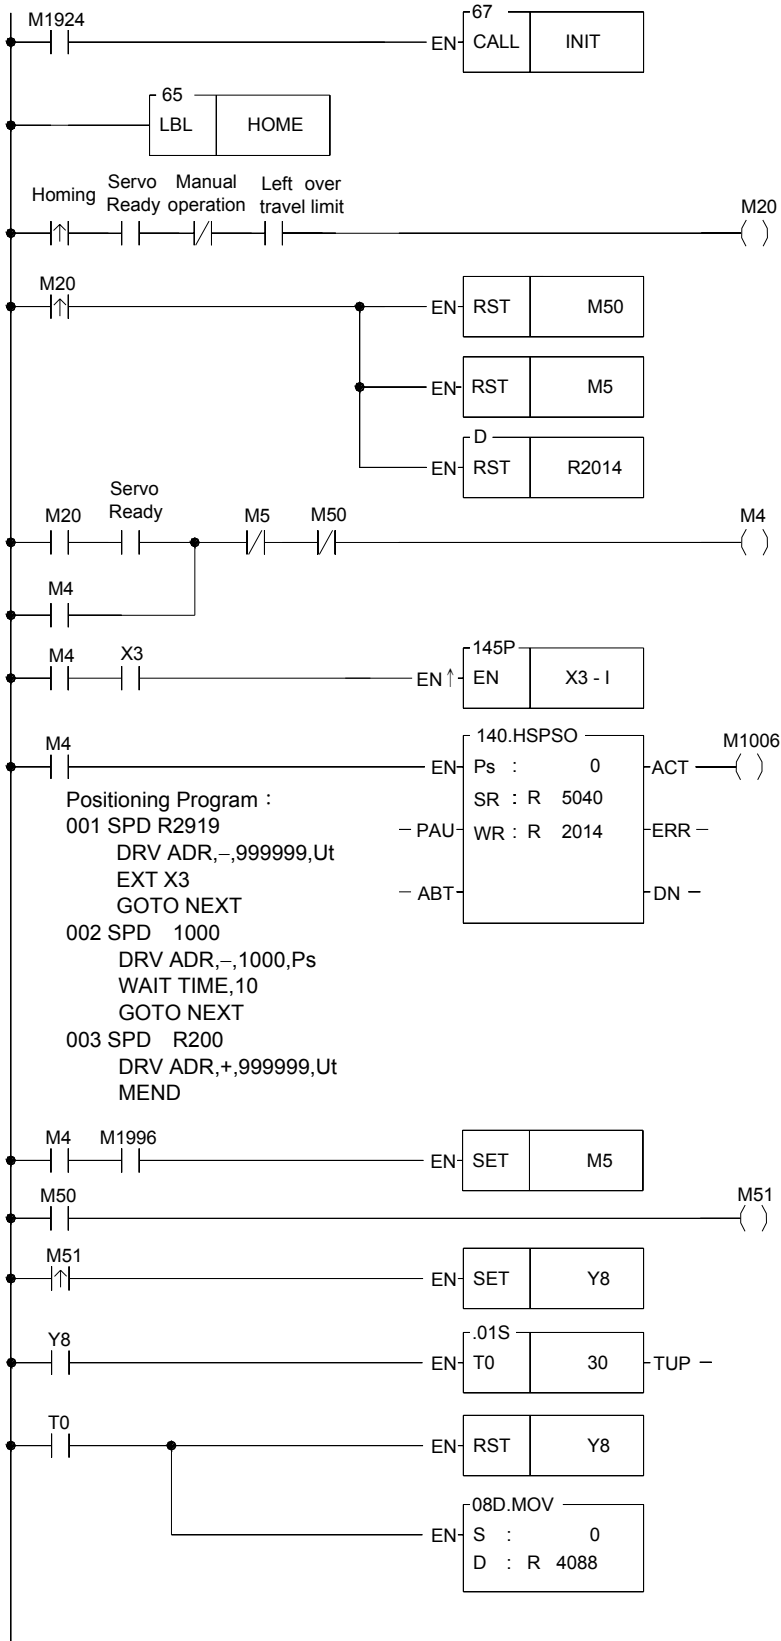 M1924
67
EN CALL INIT
65
LBL HOME
Homing Servo Ready Manual operation Left over travel limit M20
M20
EN RST M50
EN RST M5
D
EN RST R2014
M20 Servo Ready M5 M50 M4
M4
M4 X3
145P
EN↑ EN X3 - I
M4
140.HSPSO
M1006
EN Ps : 0 ACT
SR : R 5040
PAU WR : R 2014 ERR
ABT DN
Positioning Program :
001 SPD R2919
DRV ADR,–,999999,Ut
EXT X3
GOTO NEXT
002 SPD 1000
DRV ADR,–,1000,Ps
WAIT TIME,10
GOTO NEXT
003 SPD R200
DRV ADR,+,999999,Ut
MEND
M4 M1996
EN SET M5
M50 M51
M51
EN SET Y8
Y8
.01S
EN T0 30 TUP
T0
EN RST Y8
08D.MOV
EN S : 0
D : R 4088